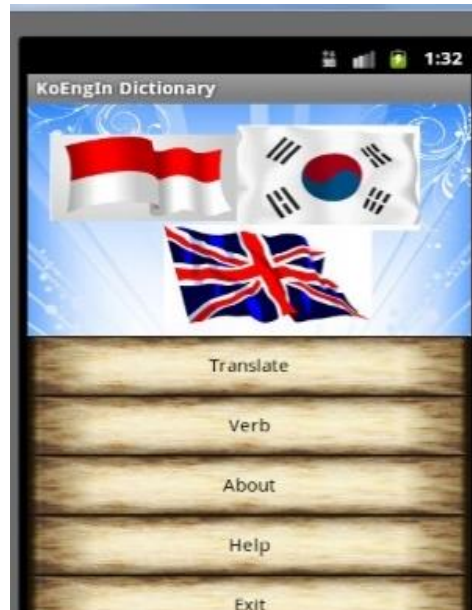 1:32
KoEngIn Dictionary
Translate
Verb
About
Help
Exit